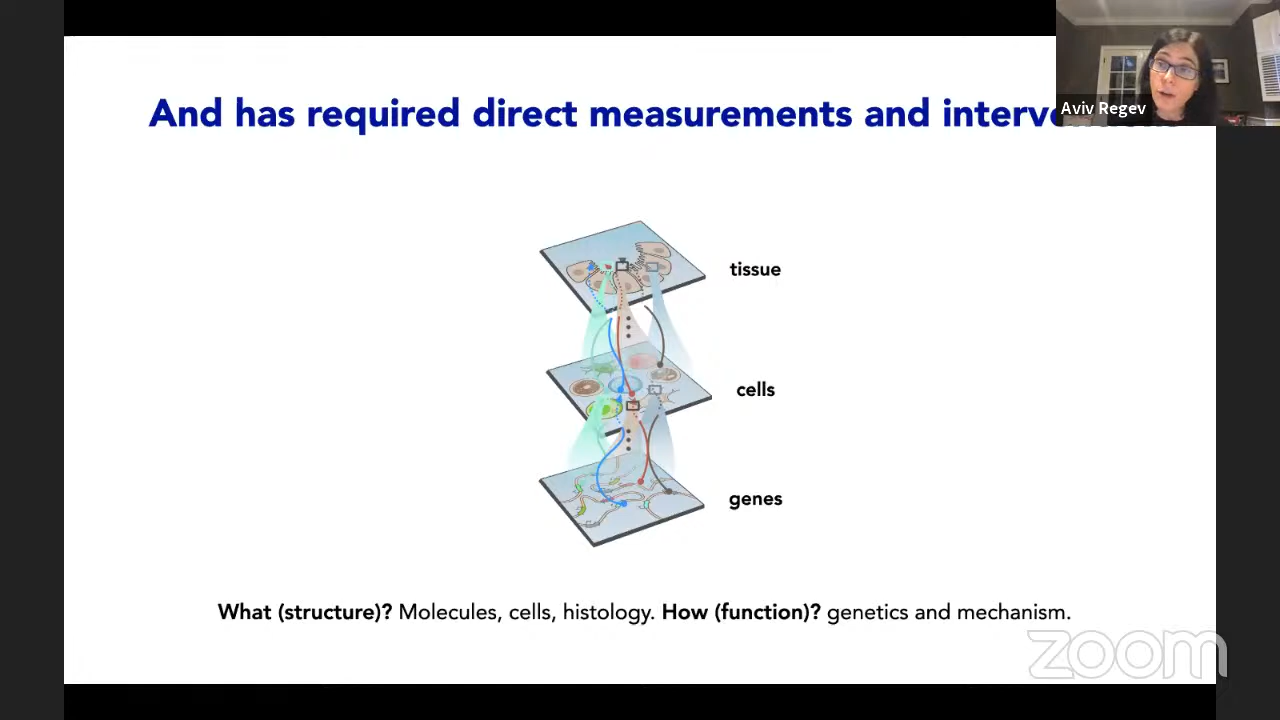 And has required direct measurements and
Aviv Regev
tissue
cells
genes
What (structure)? Molecules, cells, histology. How (function)? genetics and mechanism.
zoom